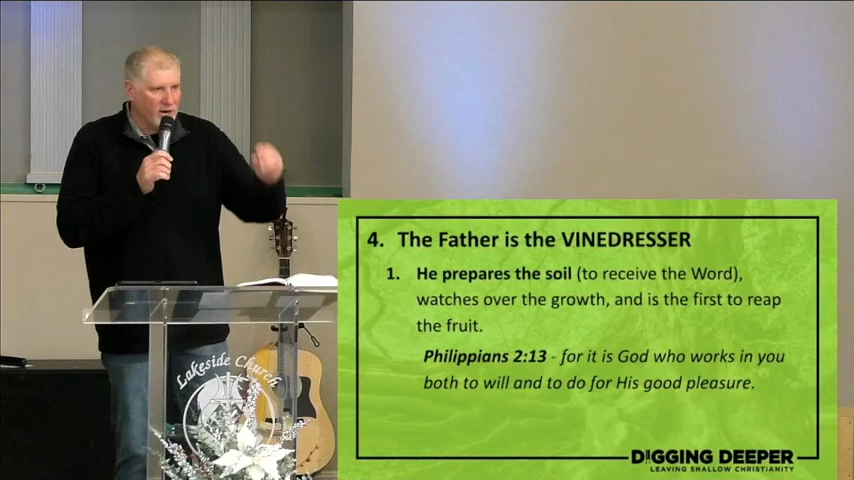 Lakeside Church
4. The Father is the VINEDRESSER
1. He prepares the soil (to receive the Word),
watches over the growth, and is the first to reap
the fruit.
Philippians 2:13 - for it is God who works in you
both to will and to do for His good pleasure.
DIGGING DEEPER
LEAVING SHALLOW CHRISTIANITY